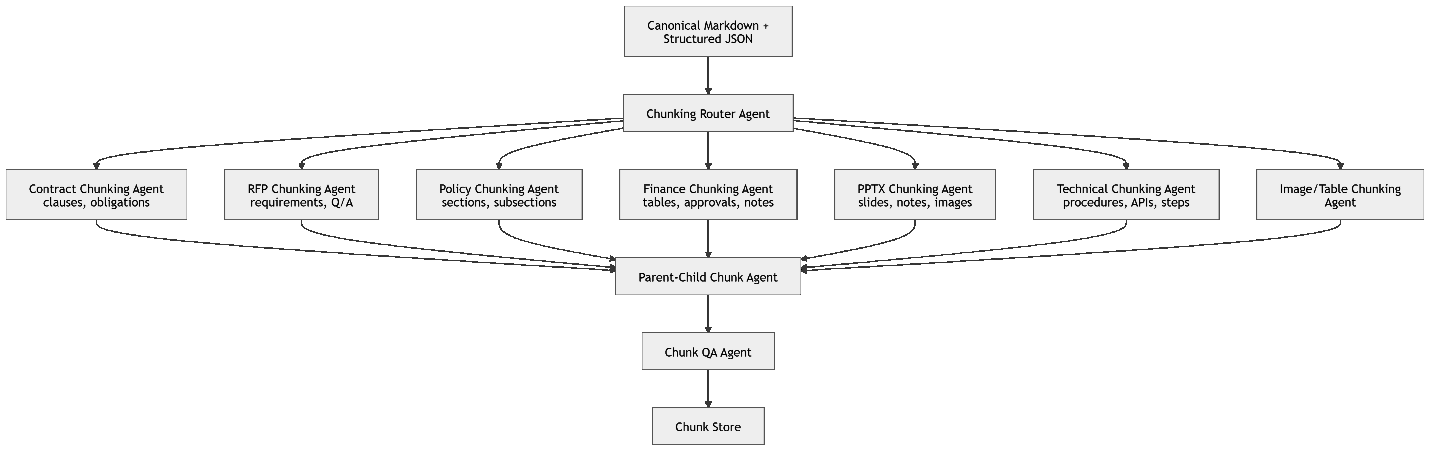 Canonical Markdown +
Structured JSON
Chunking Router Agent
Contract Chunking Agent
clauses, obligations
RFP Chunking Agent
requirements, Q/A
Policy Chunking Agent
sections, subsections
Finance Chunking Agent
tables, approvals, notes
PPTX Chunking Agent
slides, notes, images
Technical Chunking Agent
procedures, APIs, steps
Image/Table Chunking
Agent
Parent-Child Chunk Agent
Chunk QA Agent
Chunk Store